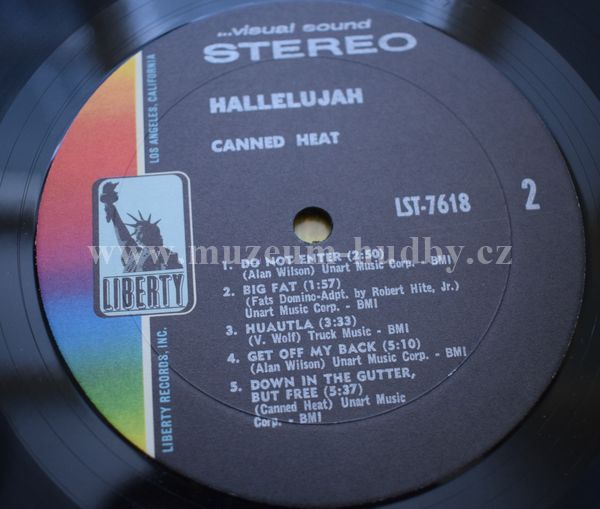 ...visual sound
STEREO
HALLELUJAH
CANNED HEAT
LST-7618
2
1. DO NOT ENTER (2:50)
(Alan Wilson) Unart Music Corp. - BMI
2. BIG FAT (1:57)
(Fats Domino-Adpt. by Robert Hite, Jr.)
Unart Music Corp. - BMI
3. HUAUTLA (3:33)
(V. Wolf) Truck Music - BMI
4. GET OFF MY BACK (5:10)
(Alan Wilson) Unart Music Corp. - BMI
5. DOWN IN THE GUTTER,
BUT FREE (5:37)
(Canned Heat) Unart Music
Corp. - BMI
LIBERTY
LIBERTY RECORDS, INC.
LOS ANGELES, CALIFORNIA
www.muzeum-hudby.cz